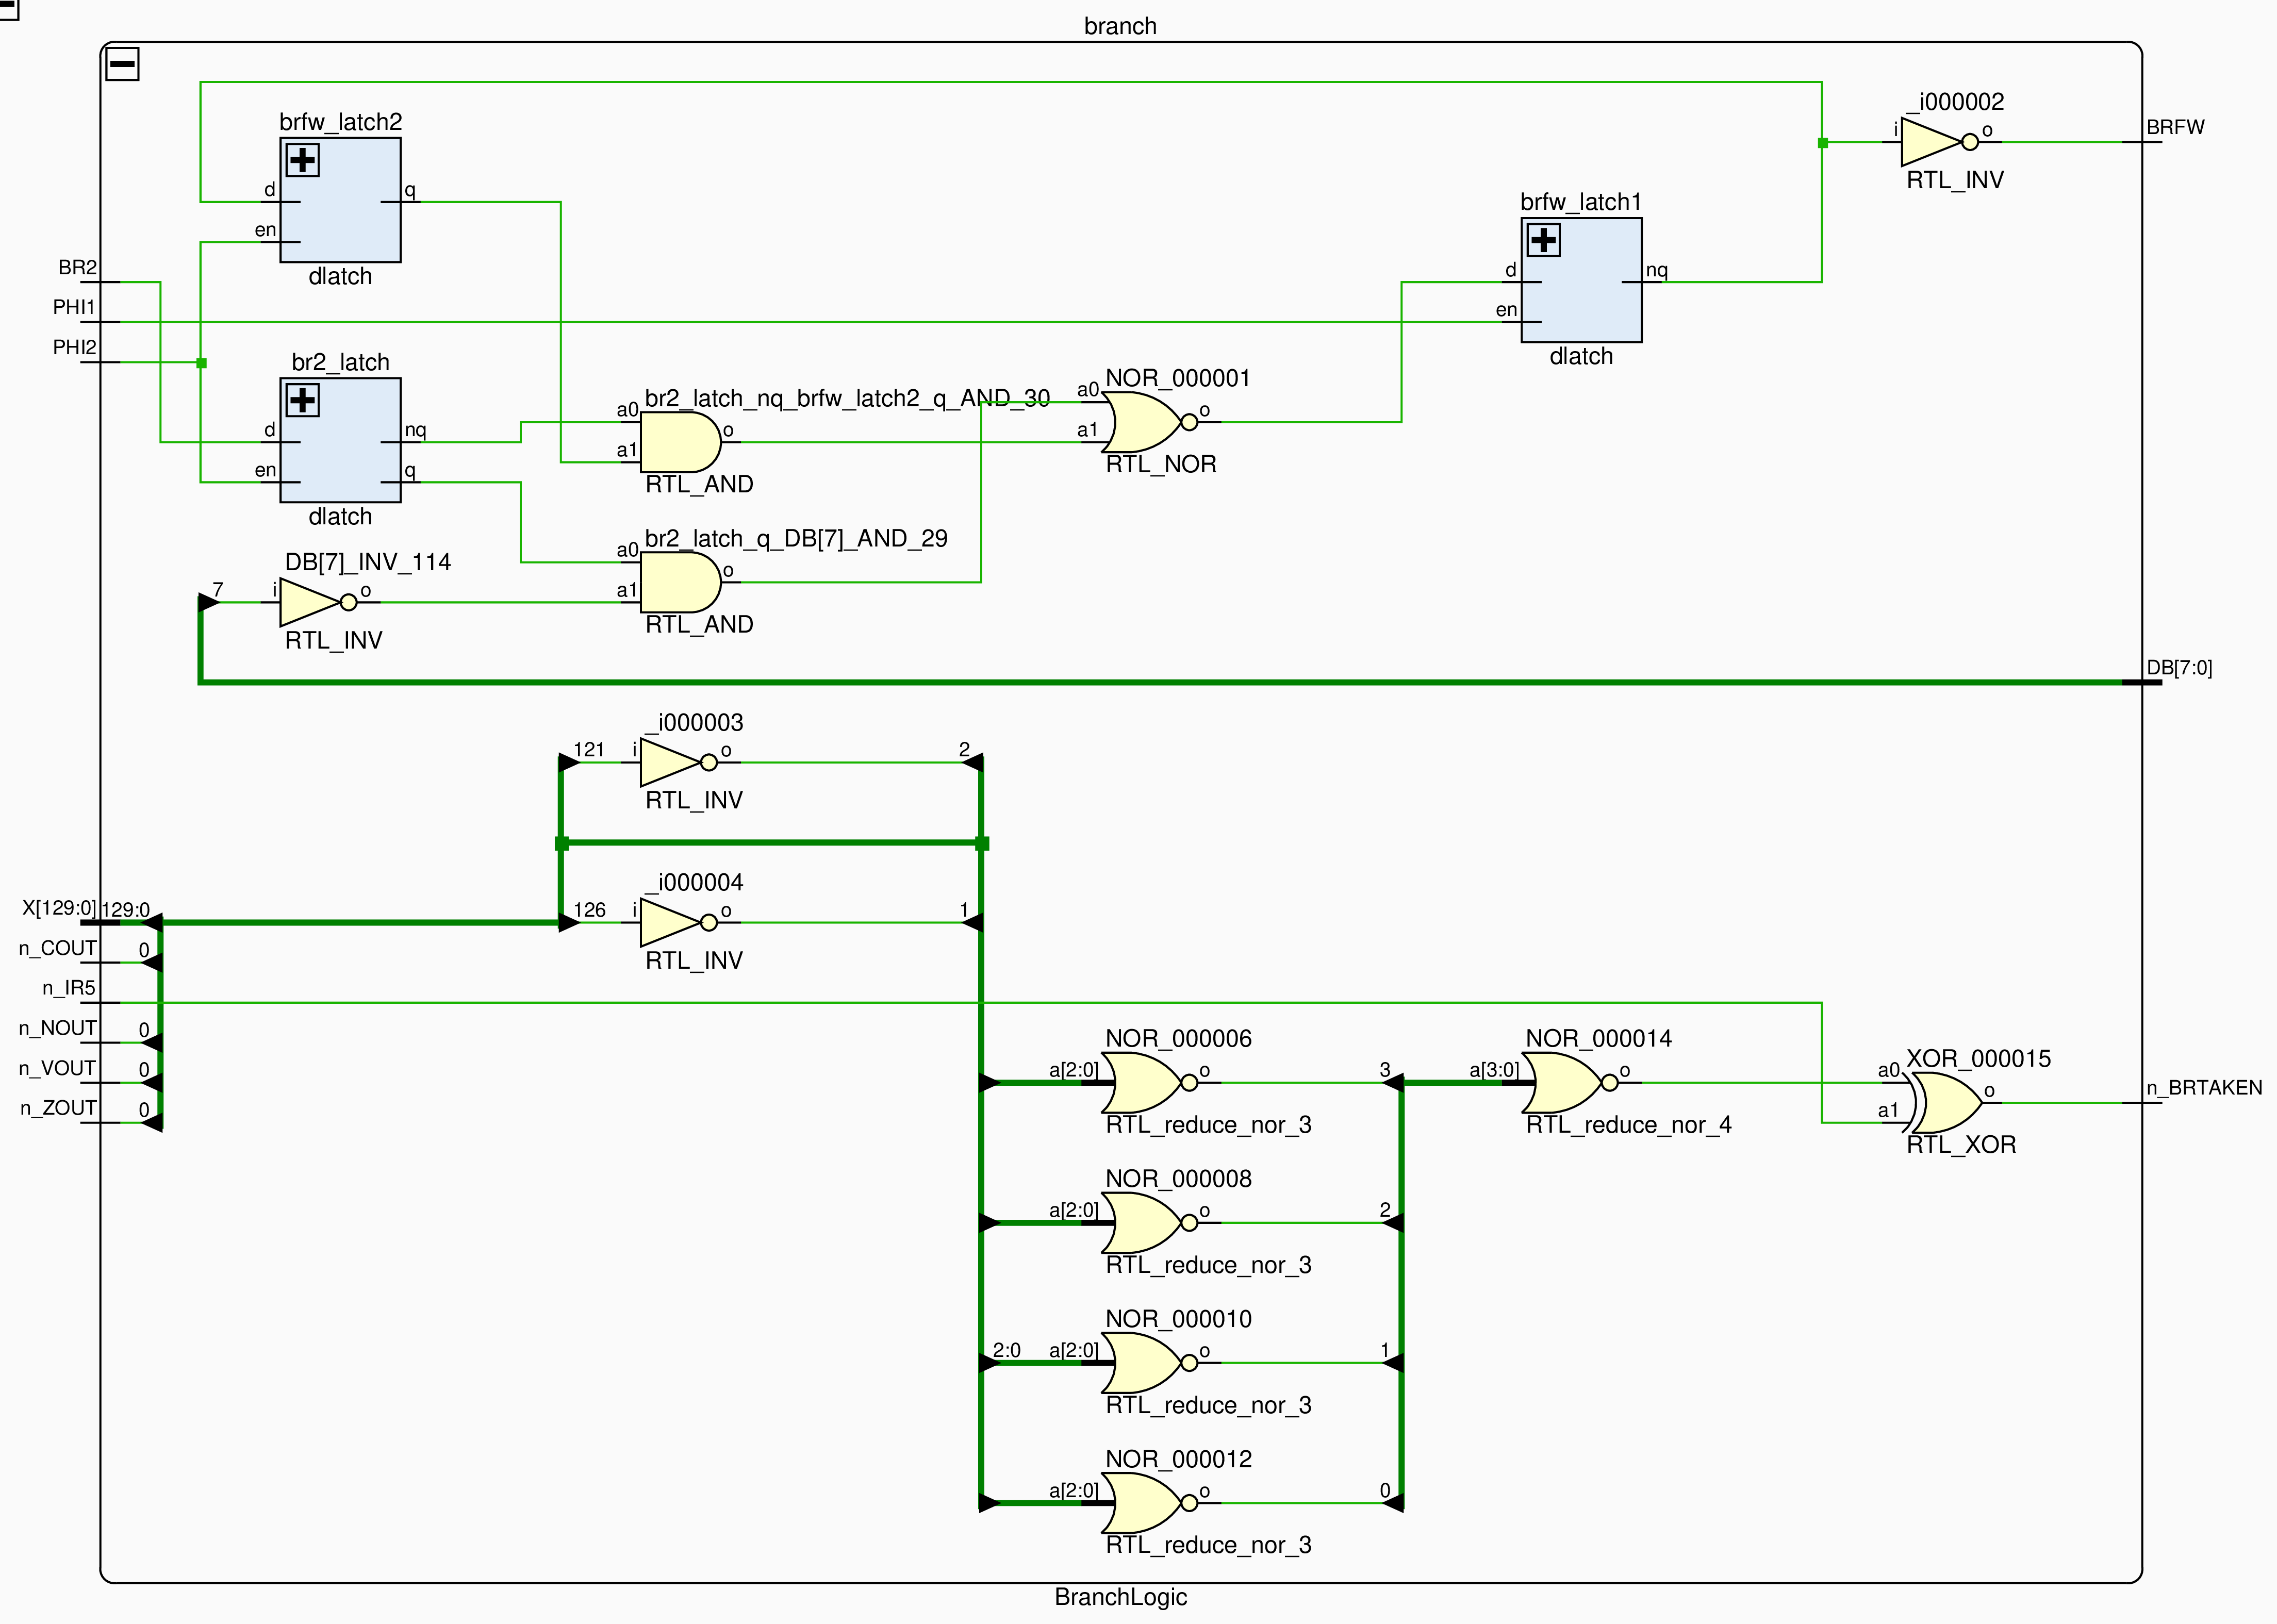 branch
_i000002
i
o
BRFW
RTL_INV
brfw_latch2
d
q
en
dlatch
BR2
PHI1
PHI2
brfw_latch1
d
nq
en
dlatch
br2_latch
d
nq
en
q
dlatch
br2_latch_nq_brfw_latch2_q_AND_30
a0
a1
o
RTL_AND
NOR_000001
a0
a1
o
RTL_NOR
br2_latch_q_DB[7]_AND_29
a0
a1
o
RTL_AND
DB[7]_INV_114
7
i
o
RTL_INV
DB[7:0]
_i000003
121
i
o
2
RTL_INV
_i000004
126
i
o
1
RTL_INV
X[129:0]
129:0
n_COUT
0
n_IR5
n_NOUT
0
n_VOUT
0
n_ZOUT
0
NOR_000006
a[2:0]
o
3
RTL_reduce_nor_3
NOR_000014
a[3:0]
o
RTL_reduce_nor_4
XOR_000015
a0
a1
o
n_BRTAKEN
RTL_XOR
NOR_000008
a[2:0]
o
2
RTL_reduce_nor_3
NOR_000010
2:0
a[2:0]
o
1
RTL_reduce_nor_3
NOR_000012
a[2:0]
o
0
RTL_reduce_nor_3
BranchLogic